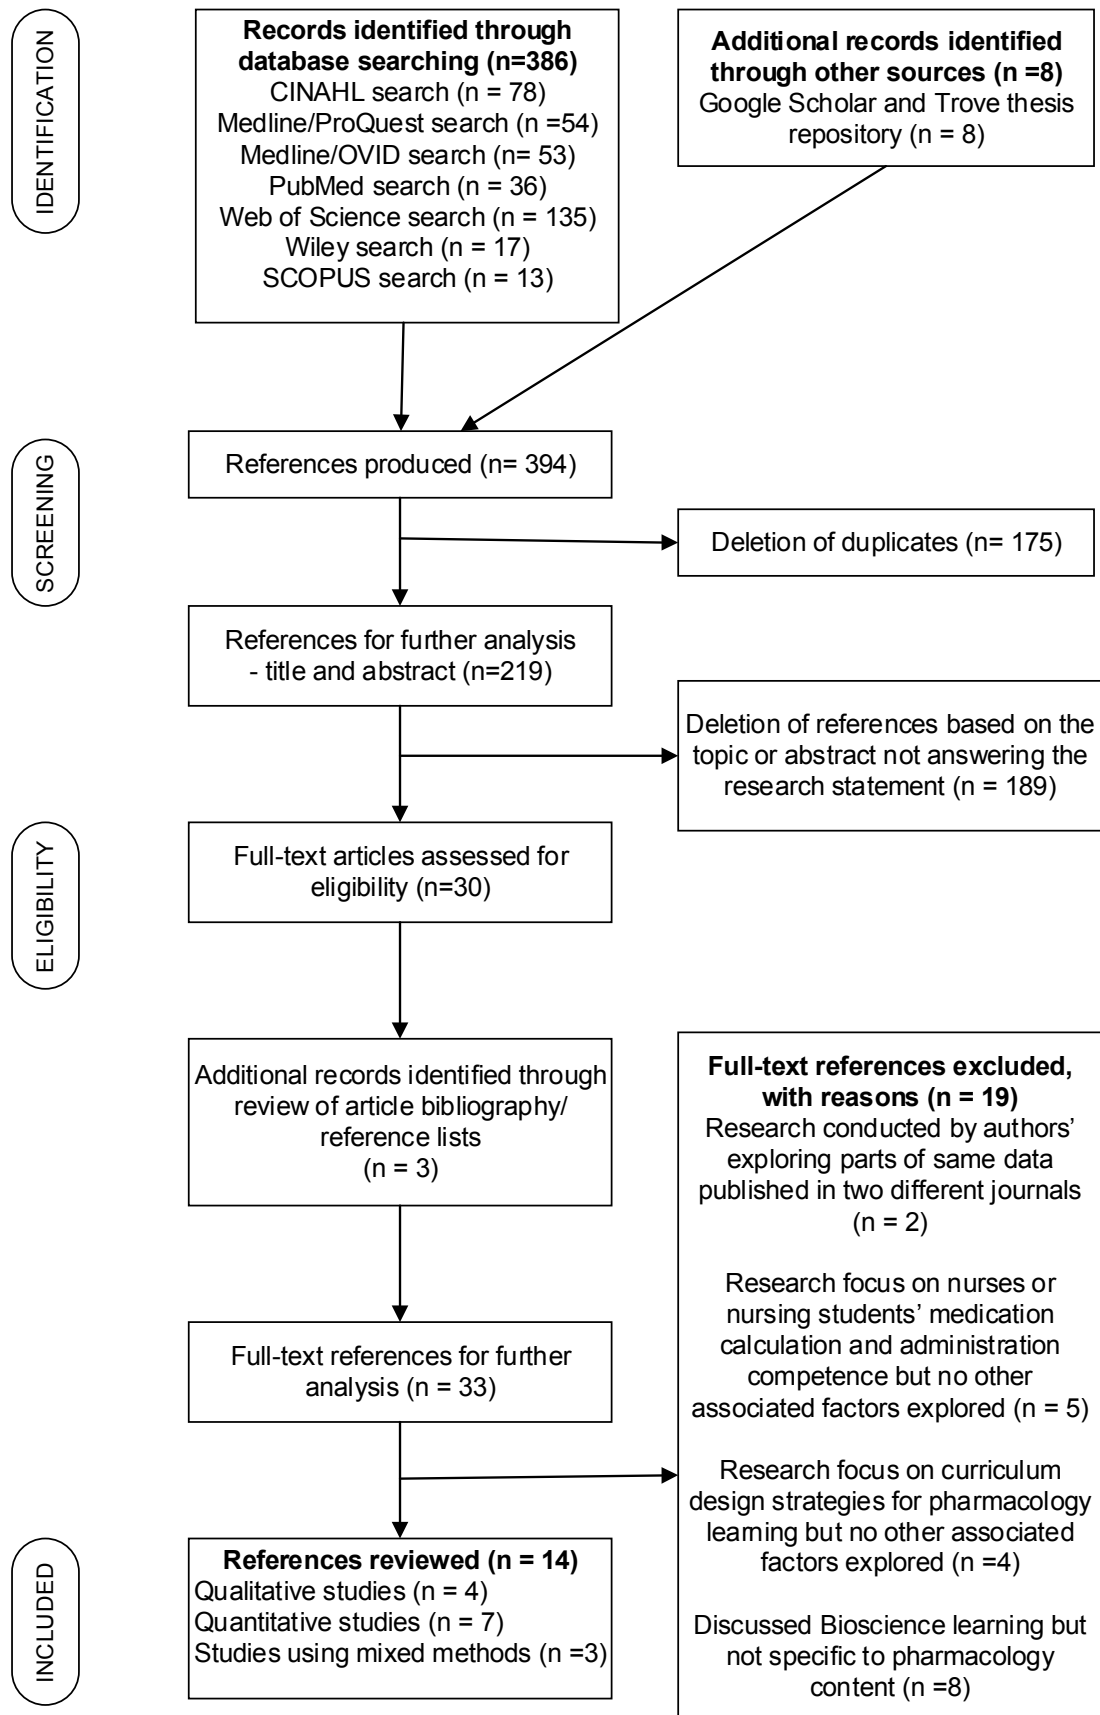 IDENTIFICATION
Records identified through
database searching (n=386)
CINAHL search (n = 78)
Medline/ProQuest search (n =54)
Medline/OVID search (n= 53)
PubMed search (n = 36)
Web of Science search (n = 135)
Wiley search (n = 17)
SCOPUS search (n = 13)
Additional records identified
through other sources (n =8)
Google Scholar and Trove thesis
repository (n = 8)
SCREENING
References produced (n= 394)
Deletion of duplicates (n= 175)
References for further analysis
- title and abstract (n=219)
Deletion of references based on the
topic or abstract not answering the
research statement (n = 189)
ELIGIBILITY
Full-text articles assessed for
eligibility (n=30)
Additional records identified through
review of article bibliography/
reference lists
(n = 3)
Full-text references for further
analysis (n = 33)
Full-text references excluded,
with reasons (n = 19)
Research conducted by authors’
exploring parts of same data
published in two different journals
(n = 2)
Research focus on nurses or
nursing students’ medication
calculation and administration
competence but no other
associated factors explored (n = 5)
Research focus on curriculum
design strategies for pharmacology
learning but no other associated
factors explored (n =4)
Discussed Bioscience learning but
not specific to pharmacology
content (n =8)
INCLUDED
References reviewed (n = 14)
Qualitative studies (n = 4)
Quantitative studies (n = 7)
Studies using mixed methods (n =3)